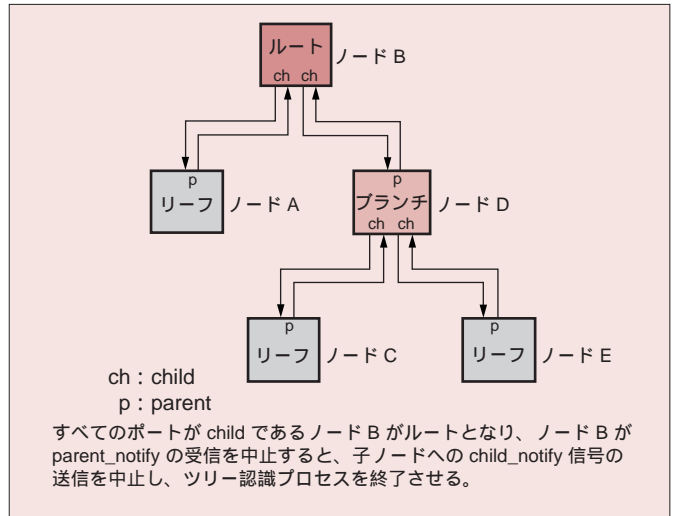 ルート
ノード B
ch ch
p
リーフ
ノード A
p
ブランチ
ノード D
ch ch
p
リーフ
ノード C
p
リーフ
ノード E
ch：child
p：parent
すべてのポートが child であるノード B がルートとなり、ノード B が
parent_notify の受信を中止すると、子ノードへの child_notify 信号の
送信を中止し、ツリー認識プロセスを終了させる。